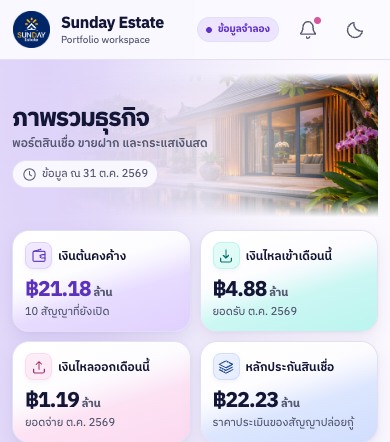 SUNDAY
Estate
Sunday Estate
Portfolio workspace
ข้อมูลจำลอง
ภาพรวมธุรกิจ
พอร์ตสินเชื่อ ขายฝาก และกระแสเงินสด
ข้อมูล ณ 31 ต.ค. 2569
เงินต้นคงค้าง
฿21.18 ล้าน
10 สัญญาที่ยังเปิด
เงินไหลเข้าเดือนนี้
฿4.88 ล้าน
ยอดรับ ต.ค. 2569
เงินไหลออกเดือนนี้
฿1.19 ล้าน
ยอดจ่าย ต.ค. 2569
หลักประกันสินเชื่อ
฿22.23 ล้าน
ราคาประเมินของสัญญาปล่อยกู้